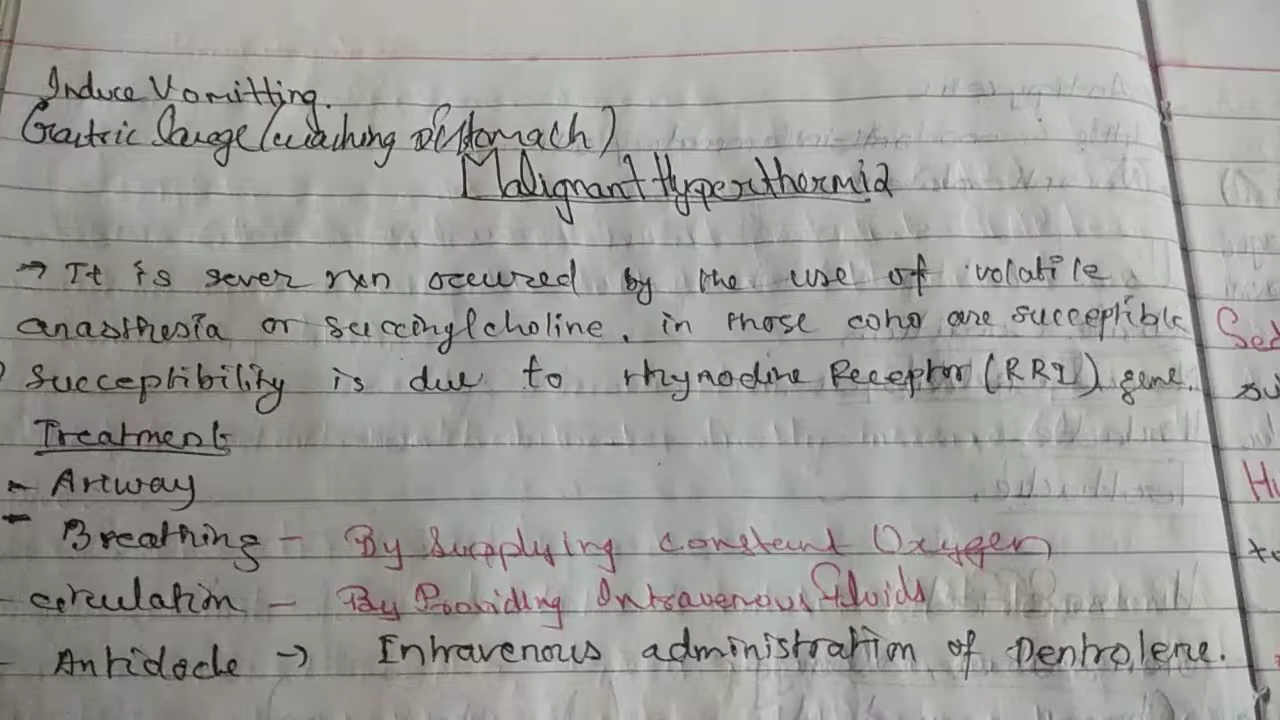 Induce Vomitting.
Gastric lavage (washing of stomach)
Malignant Hyperthermia
→ It is sever rxn occured by the use of volatile
anasthesia or succinylcholine. in those who are succeptible
Succeptibility is due to rhynodine Receptor (RR1) gene.
Treatment
- Airway
- Breathing - By Supplying constant Oxygen
- circulation - By Providing Intravenous fluids
- Antidode → Intravenous administration of Dentrolene.